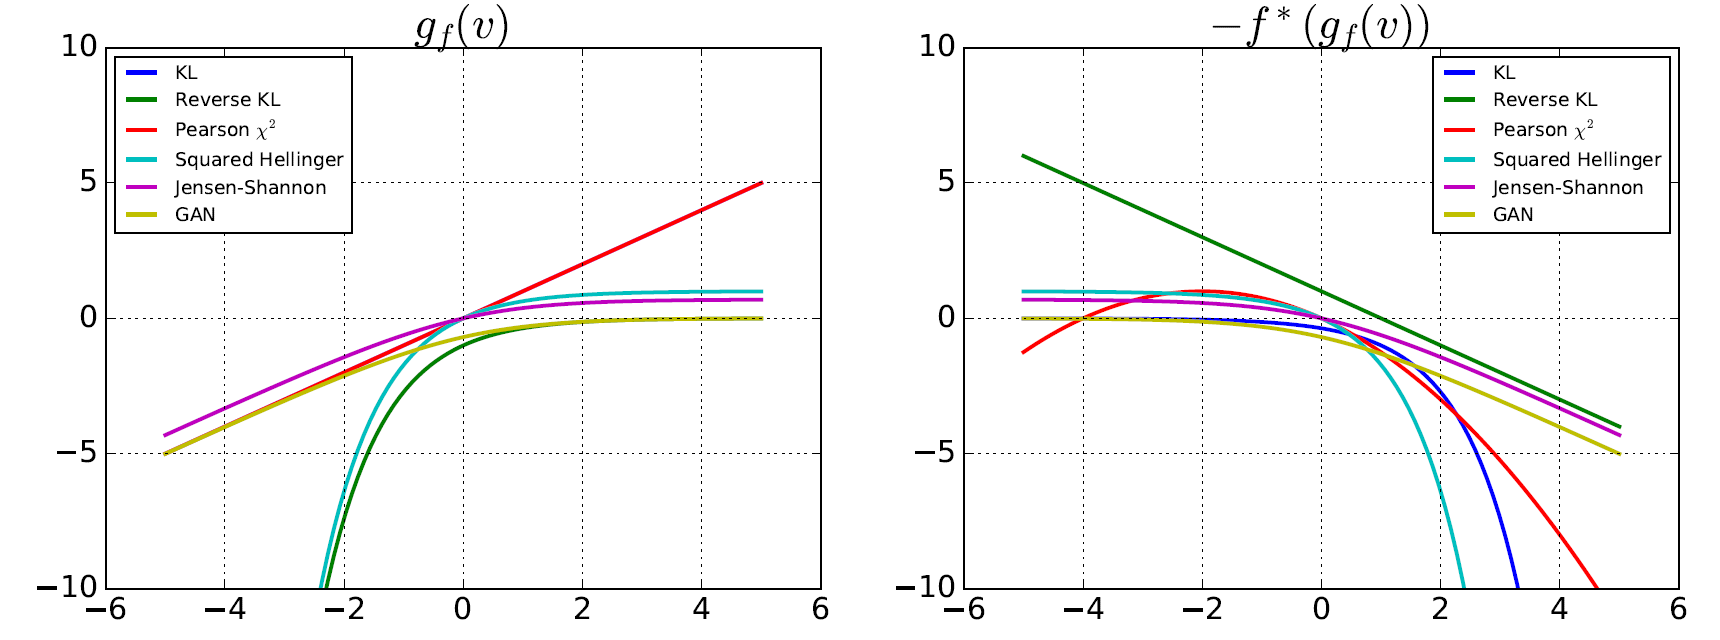 g_f(v)
10
5
0
−5
−10
−6 −4 −2 0 2 4 6
KL
Reverse KL
Pearson χ²
Squared Hellinger
Jensen-Shannon
GAN
−f*(g_f(v))
10
5
0
−5
−10
−6 −4 −2 0 2 4 6
KL
Reverse KL
Pearson χ²
Squared Hellinger
Jensen-Shannon
GAN